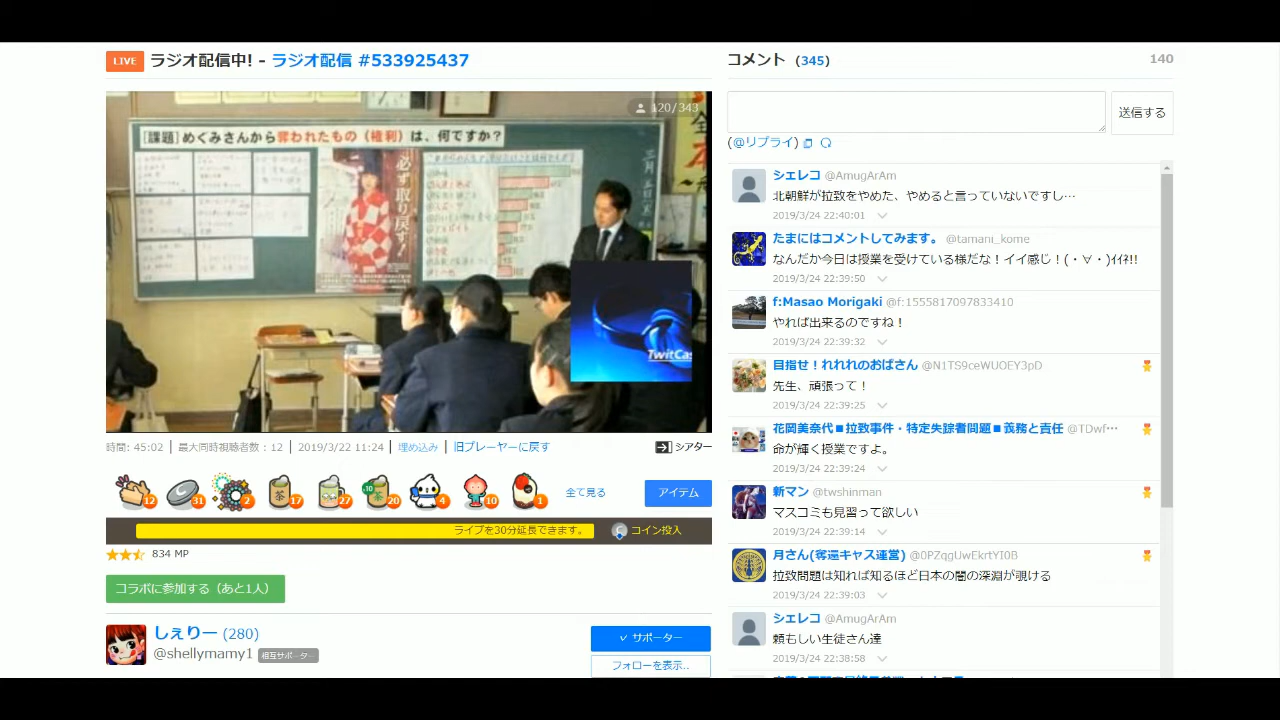 LIVE ラジオ配信中! - ラジオ配信 #533925437
120/343
[課題]めぐみさんから奪われたもの（権利）は、何ですか？
必ず取り戻す!
TwitCas
時間: 45:02 | 最大同時視聴者数 : 12 | 2019/3/22 11:24 | 埋め込み | 旧プレーヤーに戻す
シアター
12 31 2 17 27 20 4 10 1
全て見る
アイテム
ライブを30分延長できます。
コイン投入
834 MP
コラボに参加する（あと1人）
しぇりー (280)
@shellymamy1 相互サポーター
✓ サポーター
フォローを表示..
コメント (345)
140
送信する
(@リプライ)
シェレコ @AmugArAm
北朝鮮が拉致をやめた、やめると言っていないですし…
2019/3/24 22:40:01
たまにはコメントしてみます。 @tamani_kome
なんだか今日は授業を受けている様だな！イイ感じ！(・∀・)ｲｲﾈ!!
2019/3/24 22:39:50
f:Masao Morigaki @f:1555817097833410
やれば出来るのですね！
2019/3/24 22:39:32
目指せ！れれれのおばさん @N1TS9ceWUOEY3pD
先生、頑張って！
2019/3/24 22:39:25
花岡美奈代■拉致事件・特定失踪者問題■義務と責任 @TDwf…
命が輝く授業ですよ。
2019/3/24 22:39:24
新マン @twshinman
マスコミも見習って欲しい
2019/3/24 22:39:14
月さん(奪還キャス運営) @0PZqgUwEkrtYI0B
拉致問題は知れば知るほど日本の闇の深淵が覗ける
2019/3/24 22:39:03
シェレコ @AmugArAm
頼もしい生徒さん達
2019/3/24 22:38:58